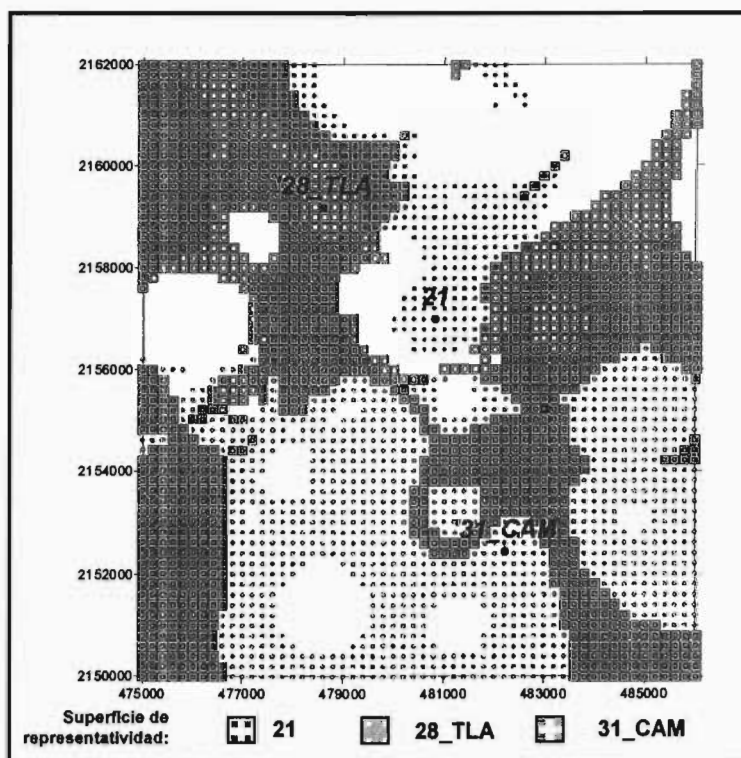 2162000
2160000
'28_TLA
2158000
21
2156000
2154000
'31_CAM
2152000
2150000
475000 477000 479000 481000 483000 485000
Superficie de
representatividad: 21 28_TLA 31_CAM